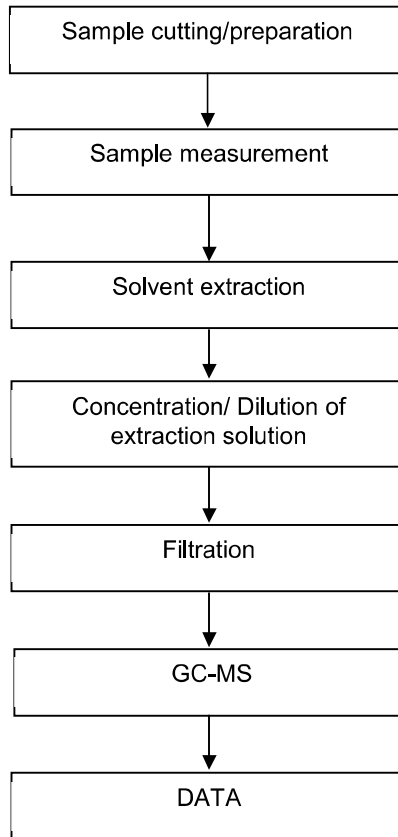 Sample cutting/preparation
Sample measurement
Solvent extraction
Concentration/ Dilution of
extraction solution
Filtration
GC-MS
DATA